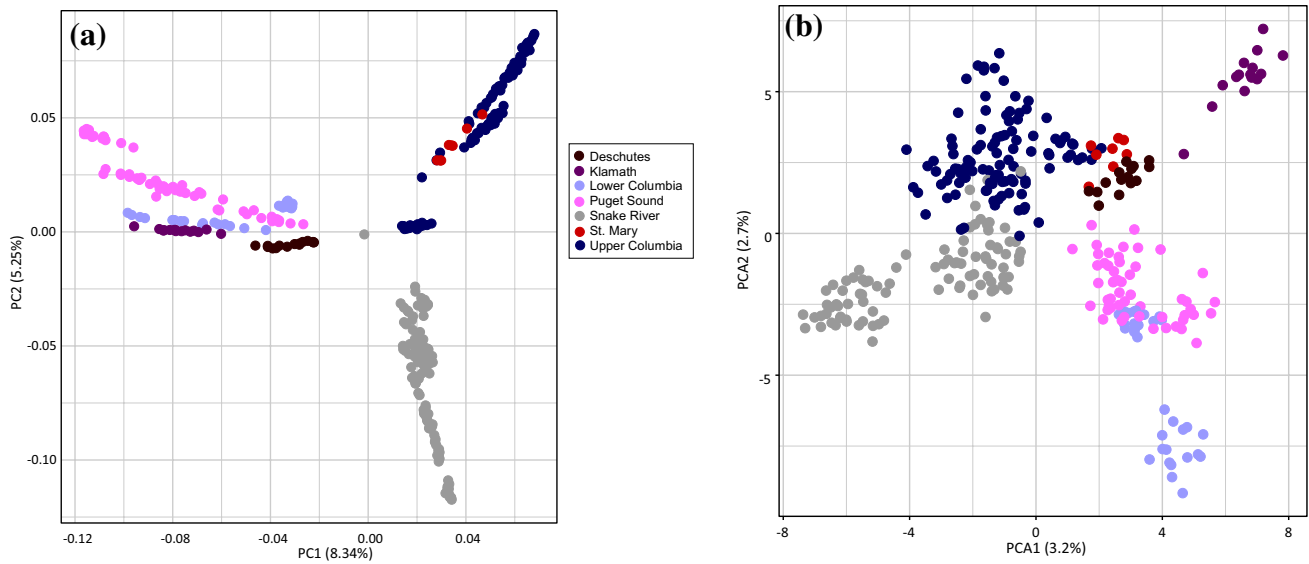 (a)
0.05
0.00
-0.05
-0.10
PC2 (5.25%)
-0.12
-0.08
-0.04
0.00
0.04
PC1 (8.34%)
Deschutes
Klamath
Lower Columbia
Puget Sound
Snake River
St. Mary
Upper Columbia
(b)
5
0
-5
PCA2 (2.7%)
-8
-4
0
4
8
PCA1 (3.2%)